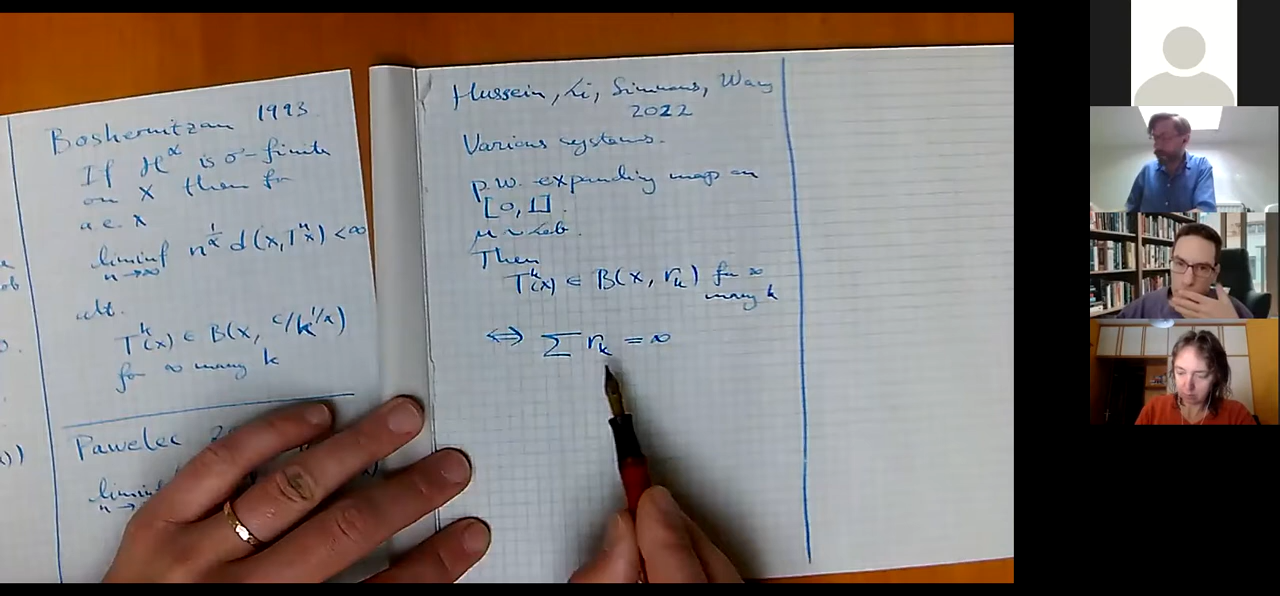 Boshernitzan 1993
If H^α is σ-finite
on X then for
a.e. x
liminf n^{1/α} d(x, T^n x) < ∞
n→∞
alt.
T^k(x) ∈ B(x, c/k^{1/α})
for ∞ many k
Pawelec
liminf
n→
Hussein, Li, Simmons, Wang
2022
Various systems.
p.w. expanding map on
[0,1].
μ ~ Leb.
Then
T^k(x) ∈ B(x, r_k) for ∞
many k
⇔ ∑ r_k = ∞